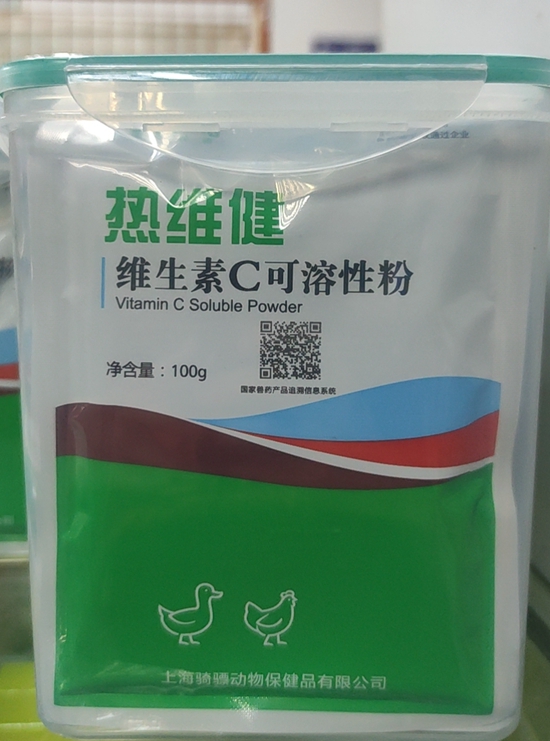 热维健
维生素C可溶性粉
Vitamin C Soluble Powder
净含量：100g
国家兽药产品追溯信息系统
上海骑骠动物保健品有限公司